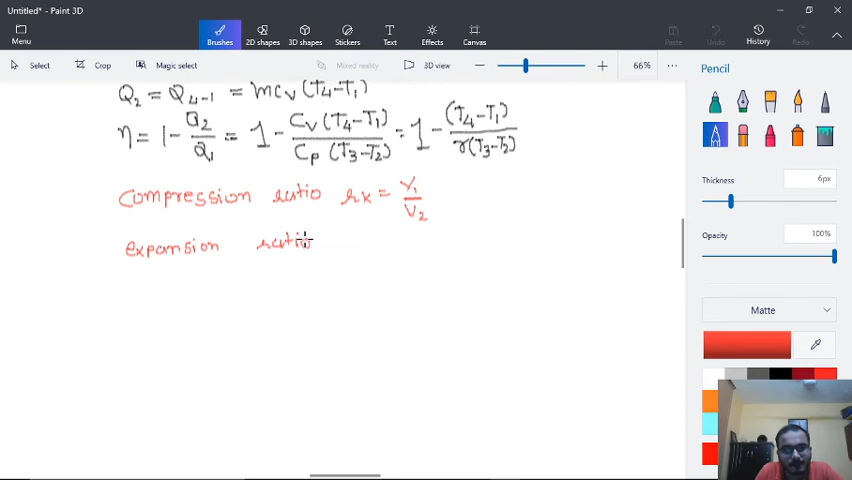 Untitled* - Paint 3D
Menu Brushes 2D shapes 3D shapes Stickers Text Effects Canvas Paste Undo History Redo
Select Crop Magic select Mixed reality 3D view 66% ...
Pencil
Thickness 6px
Opacity 100%
Matte
Q₂ = Q₄₋₁ = mcᵥ(T₄-T₁)
η = 1 - Q₂/Q₁ = 1 - Cᵥ(T₄-T₁)/Cₚ(T₃-T₂) = 1 - (T₄-T₁)/γ(T₃-T₂)
Compression ratio rk = V₁/V₂
expansion ratio